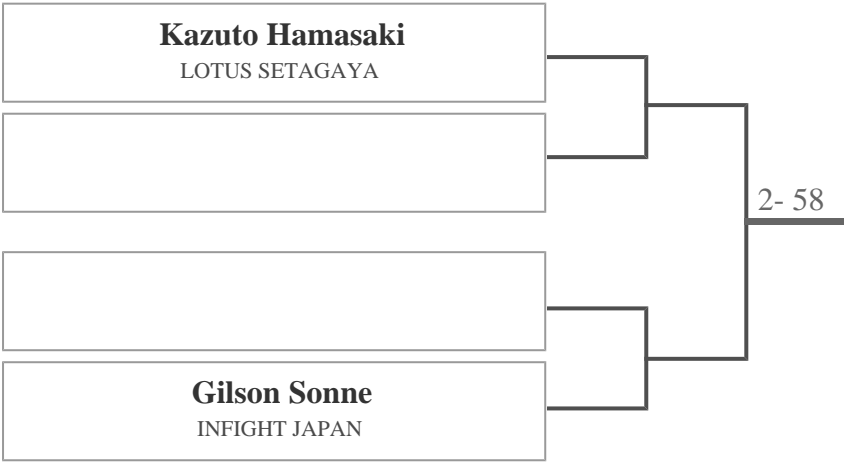 Kazuto Hamasaki
LOTUS SETAGAYA
2- 58
Gilson Sonne
INFIGHT JAPAN